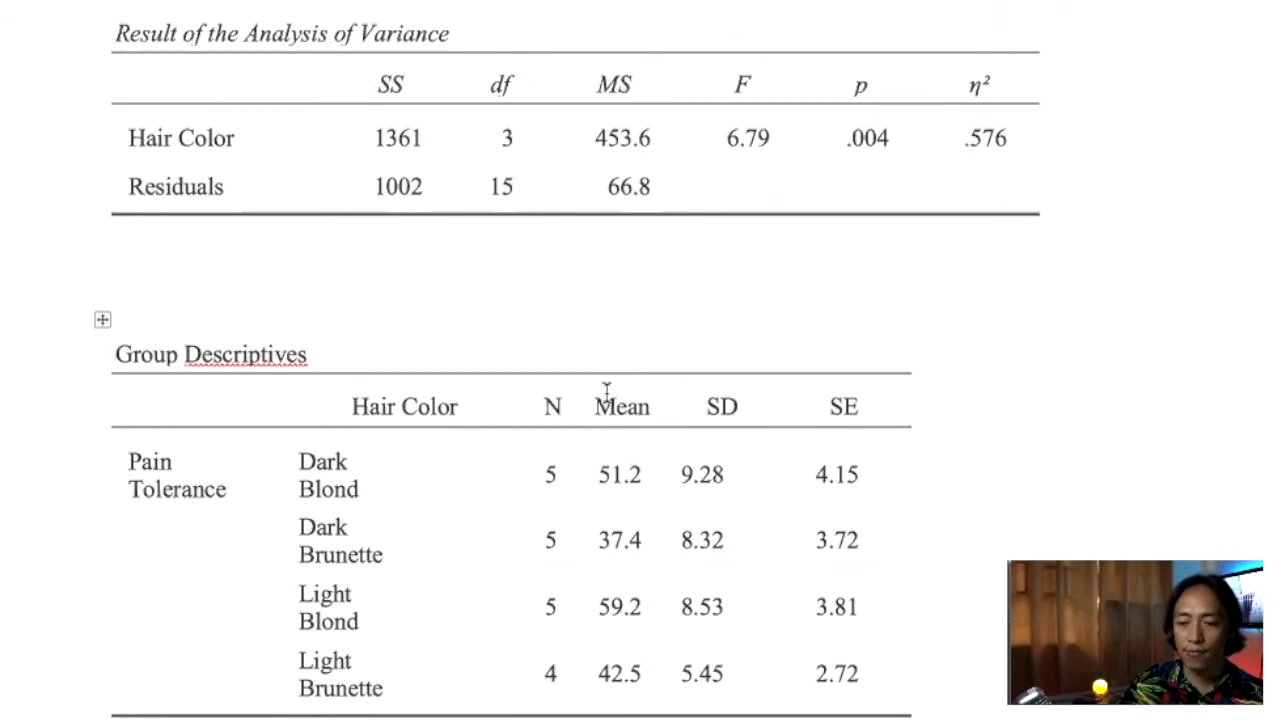 Result of the Analysis of Variance
SS df MS F p η²
Hair Color 1361 3 453.6 6.79 .004 .576
Residuals 1002 15 66.8
Group Descriptives
Hair Color N Mean SD SE
Pain Tolerance Dark Blond 5 51.2 9.28 4.15
Dark Brunette 5 37.4 8.32 3.72
Light Blond 5 59.2 8.53 3.81
Light Brunette 4 42.5 5.45 2.72